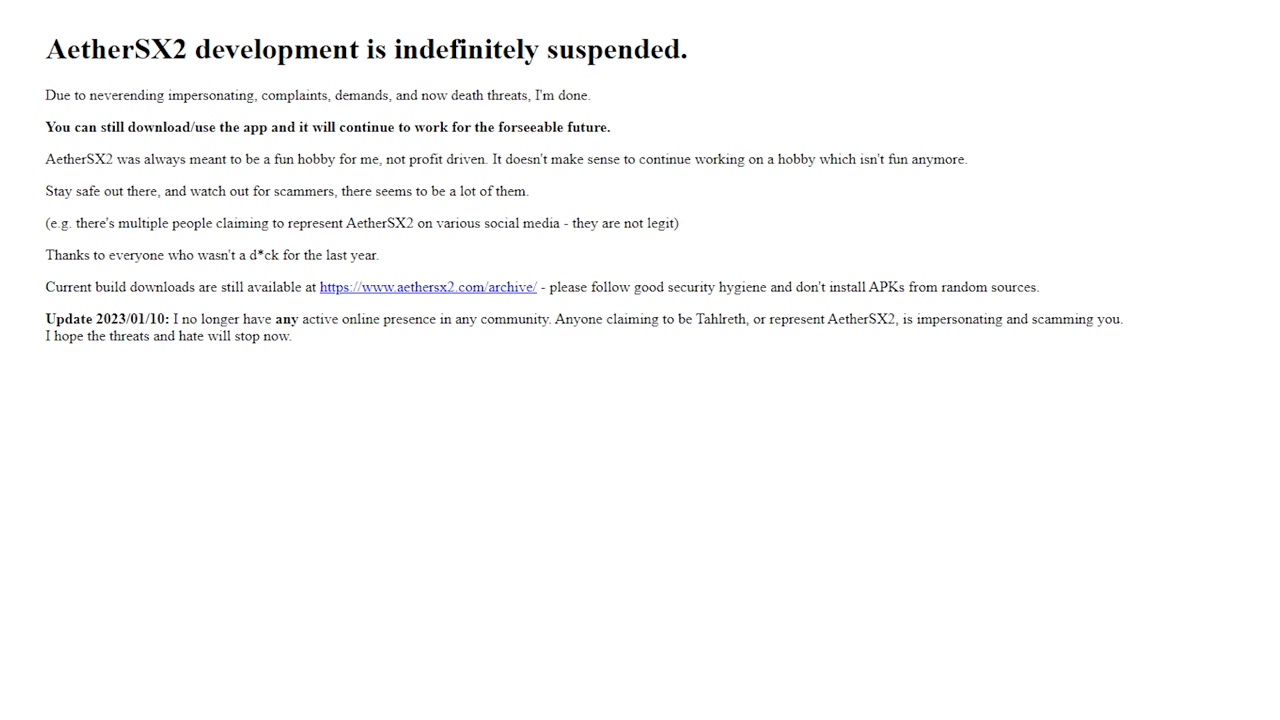 AetherSX2 development is indefinitely suspended.
Due to neverending impersonating, complaints, demands, and now death threats, I'm done.
You can still download/use the app and it will continue to work for the forseeable future.
AetherSX2 was always meant to be a fun hobby for me, not profit driven. It doesn't make sense to continue working on a hobby which isn't fun anymore.
Stay safe out there, and watch out for scammers, there seems to be a lot of them.
(e.g. there's multiple people claiming to represent AetherSX2 on various social media - they are not legit)
Thanks to everyone who wasn't a d*ck for the last year.
Current build downloads are still available at https://www.aethersx2.com/archive/ - please follow good security hygiene and don't install APKs from random sources.
Update 2023/01/10: I no longer have any active online presence in any community. Anyone claiming to be Tahlreth, or represent AetherSX2, is impersonating and scamming you.
I hope the threats and hate will stop now.